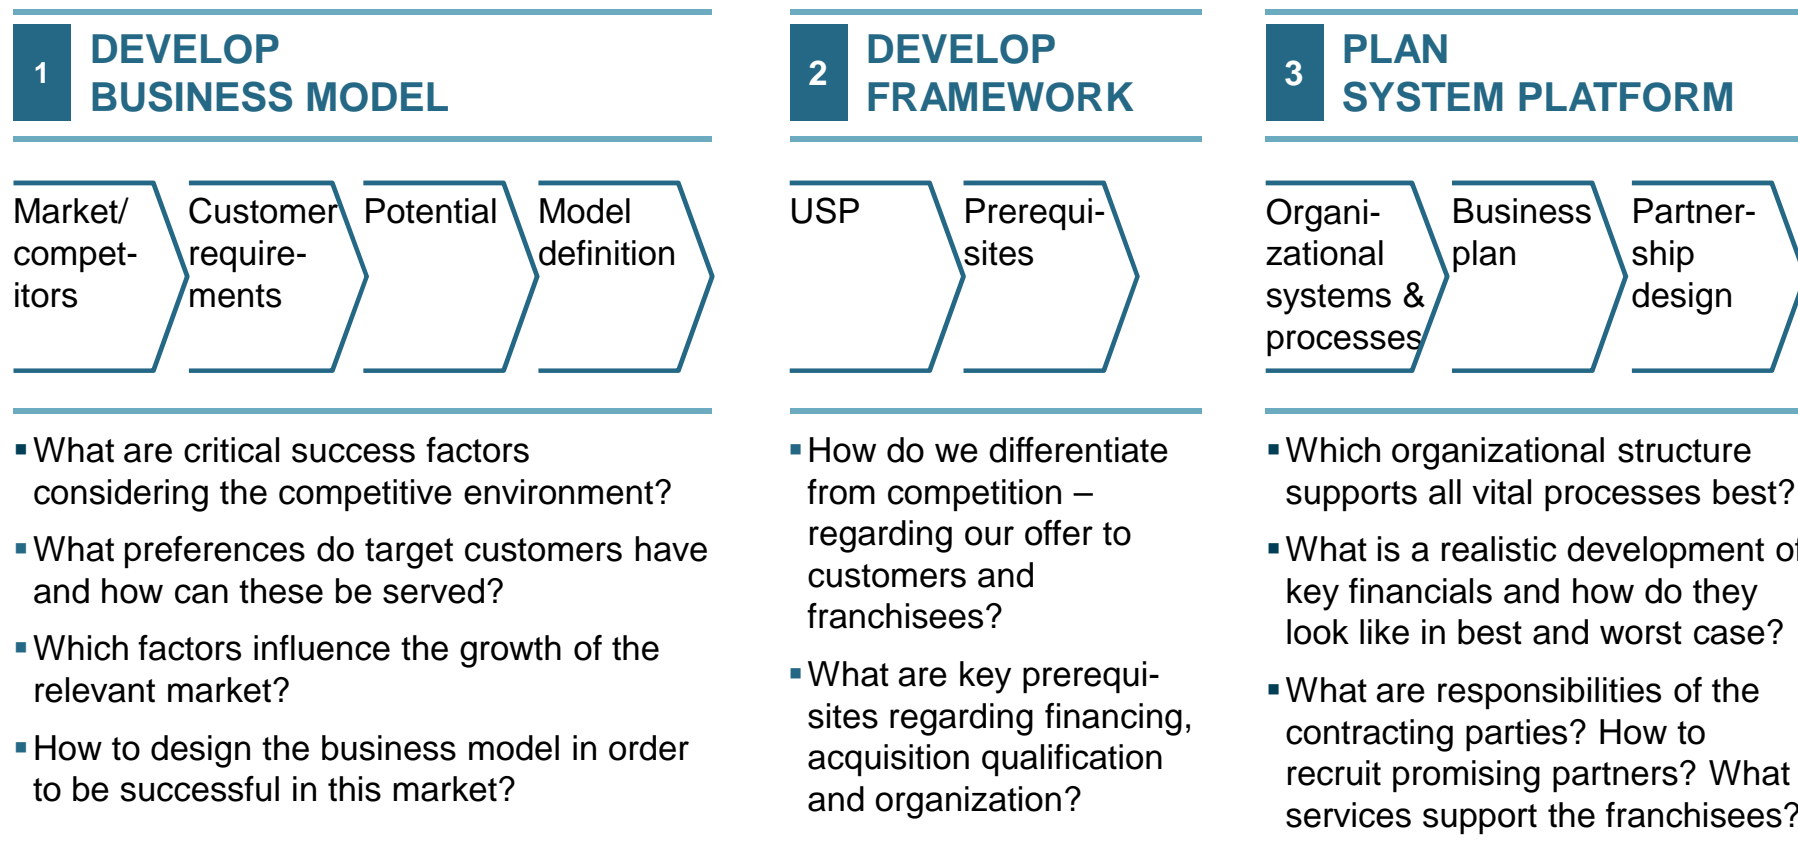 1
DEVELOP
BUSINESS MODEL
Market/
compet-
itors
Customer
require-
ments
Potential
Model
definition
▪What are critical success factors
considering the competitive environment?
▪What preferences do target customers have
and how can these be served?
▪Which factors influence the growth of the
relevant market?
▪How to design the business model in order
to be successful in this market?
2
DEVELOP
FRAMEWORK
USP
Prerequi-
sites
▪How do we differentiate
from competition –
regarding our offer to
customers and
franchisees?
▪What are key prerequi-
sites regarding financing,
acquisition qualification
and organization?
3
PLAN
SYSTEM PLATFORM
Organi-
zational
systems &
processes
Business
plan
Partner-
ship
design
▪Which organizational structure
supports all vital processes best?
▪What is a realistic development of
key financials and how do they
look like in best and worst case?
▪What are responsibilities of the
contracting parties? How to
recruit promising partners? What
services support the franchisees?